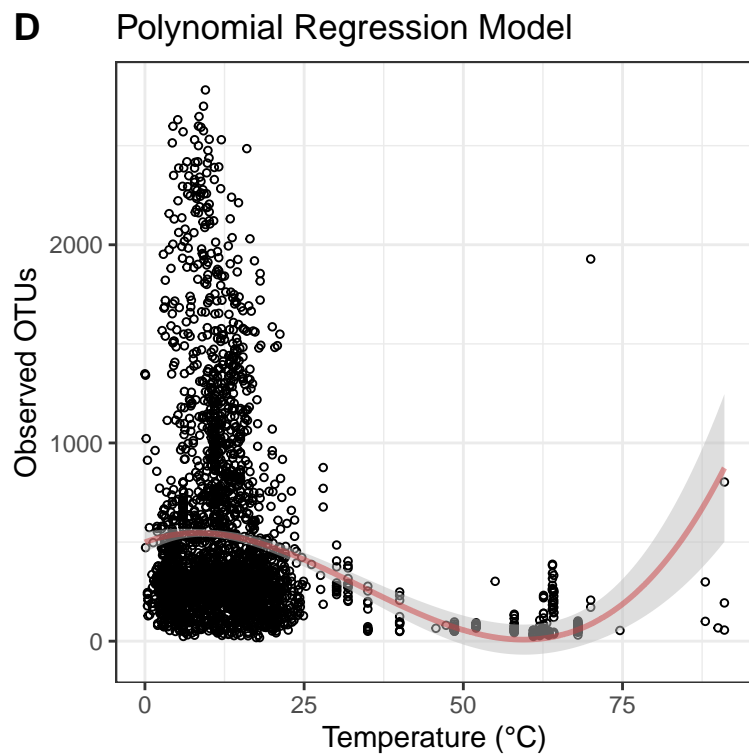 D Polynomial Regression Model
Observed OTUs
2000
1000
0
0 25 50 75
Temperature (°C)